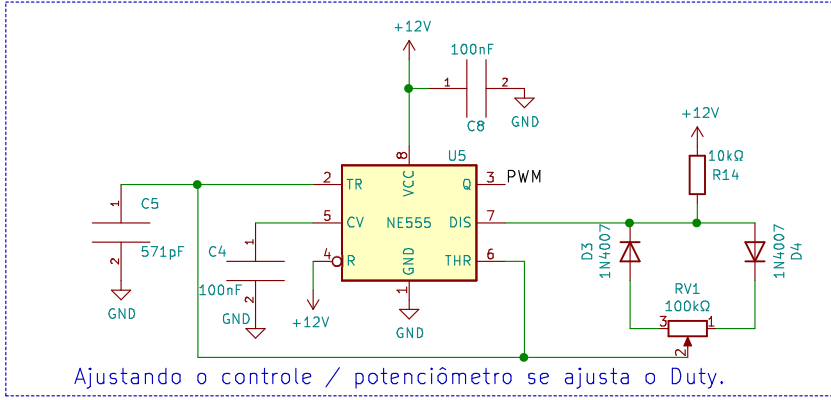 +12V
100nF
1
2
C8
GND
+12V
8
U5
10kΩ
R14
2
TR
VCC
Q
3
PWM
1
C5
571pF
2
GND
5
CV
NE555
DIS
7
1
C4
100nF
2
GND
4
R
GND
THR
6
1
+12V
GND
D3
1N4007
D4
1N4007
RV1
100kΩ
3
1
2
Ajustando o controle / potenciômetro se ajusta o Duty.